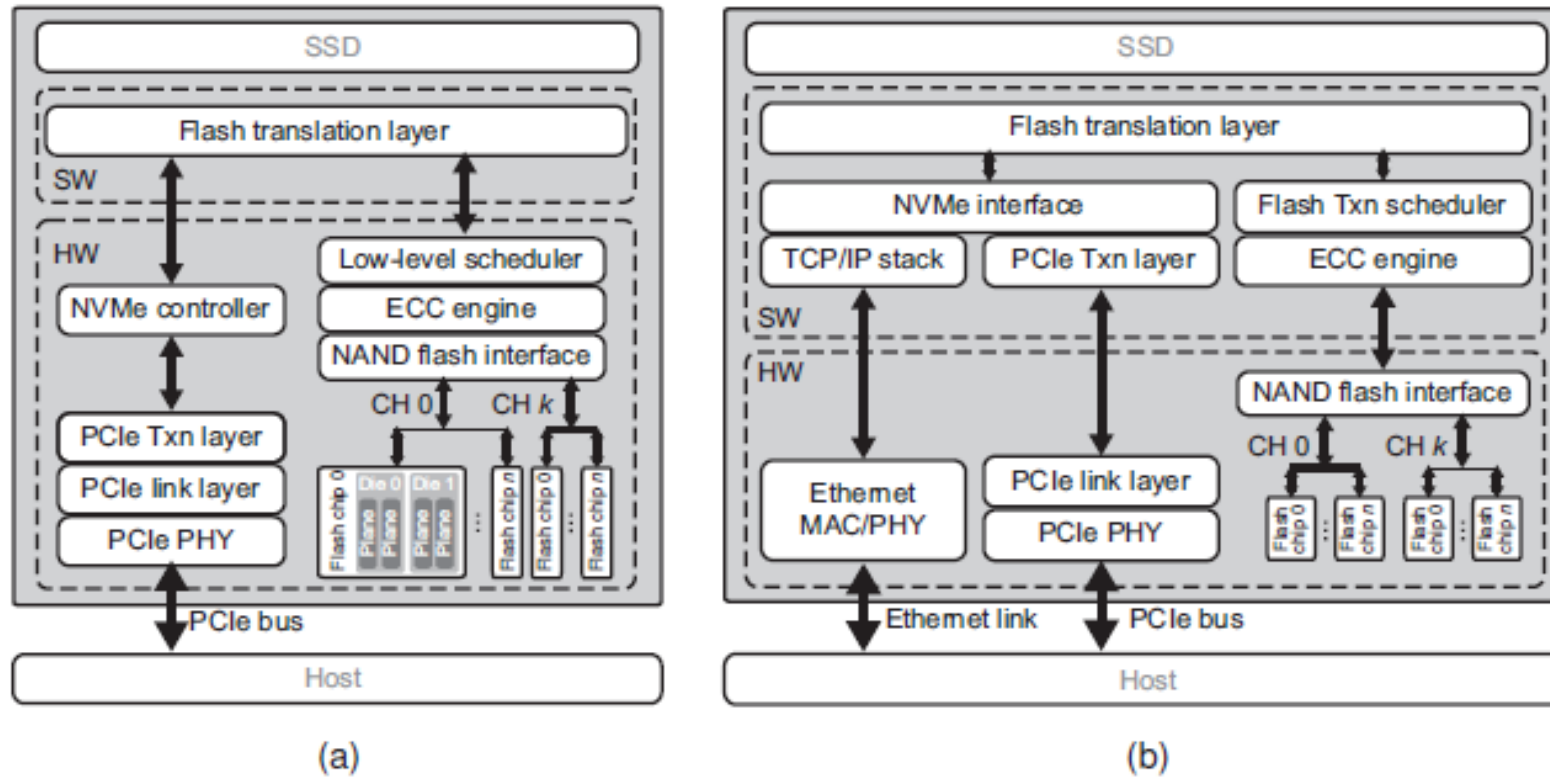 SSD
Flash translation layer
SW
HW
Low-level scheduler
NVMe controller
ECC engine
NAND flash interface
CH 0
CH k
PCIe Txn layer
PCIe link layer
PCIe PHY
Flash chip 0
Die 0
Die 1
Plane
Plane
Plane
Plane
...
Flash chip n
Flash chip 0
...
Flash chip n
PCIe bus
Host
(a)
SSD
Flash translation layer
NVMe interface
Flash Txn scheduler
TCP/IP stack
PCIe Txn layer
ECC engine
SW
HW
NAND flash interface
CH 0
CH k
Ethernet
MAC/PHY
PCIe link layer
PCIe PHY
Flash
chip 0
...
Flash
chip n
Flash
chip 0
...
Flash
chip n
Ethernet link
PCIe bus
Host
(b)